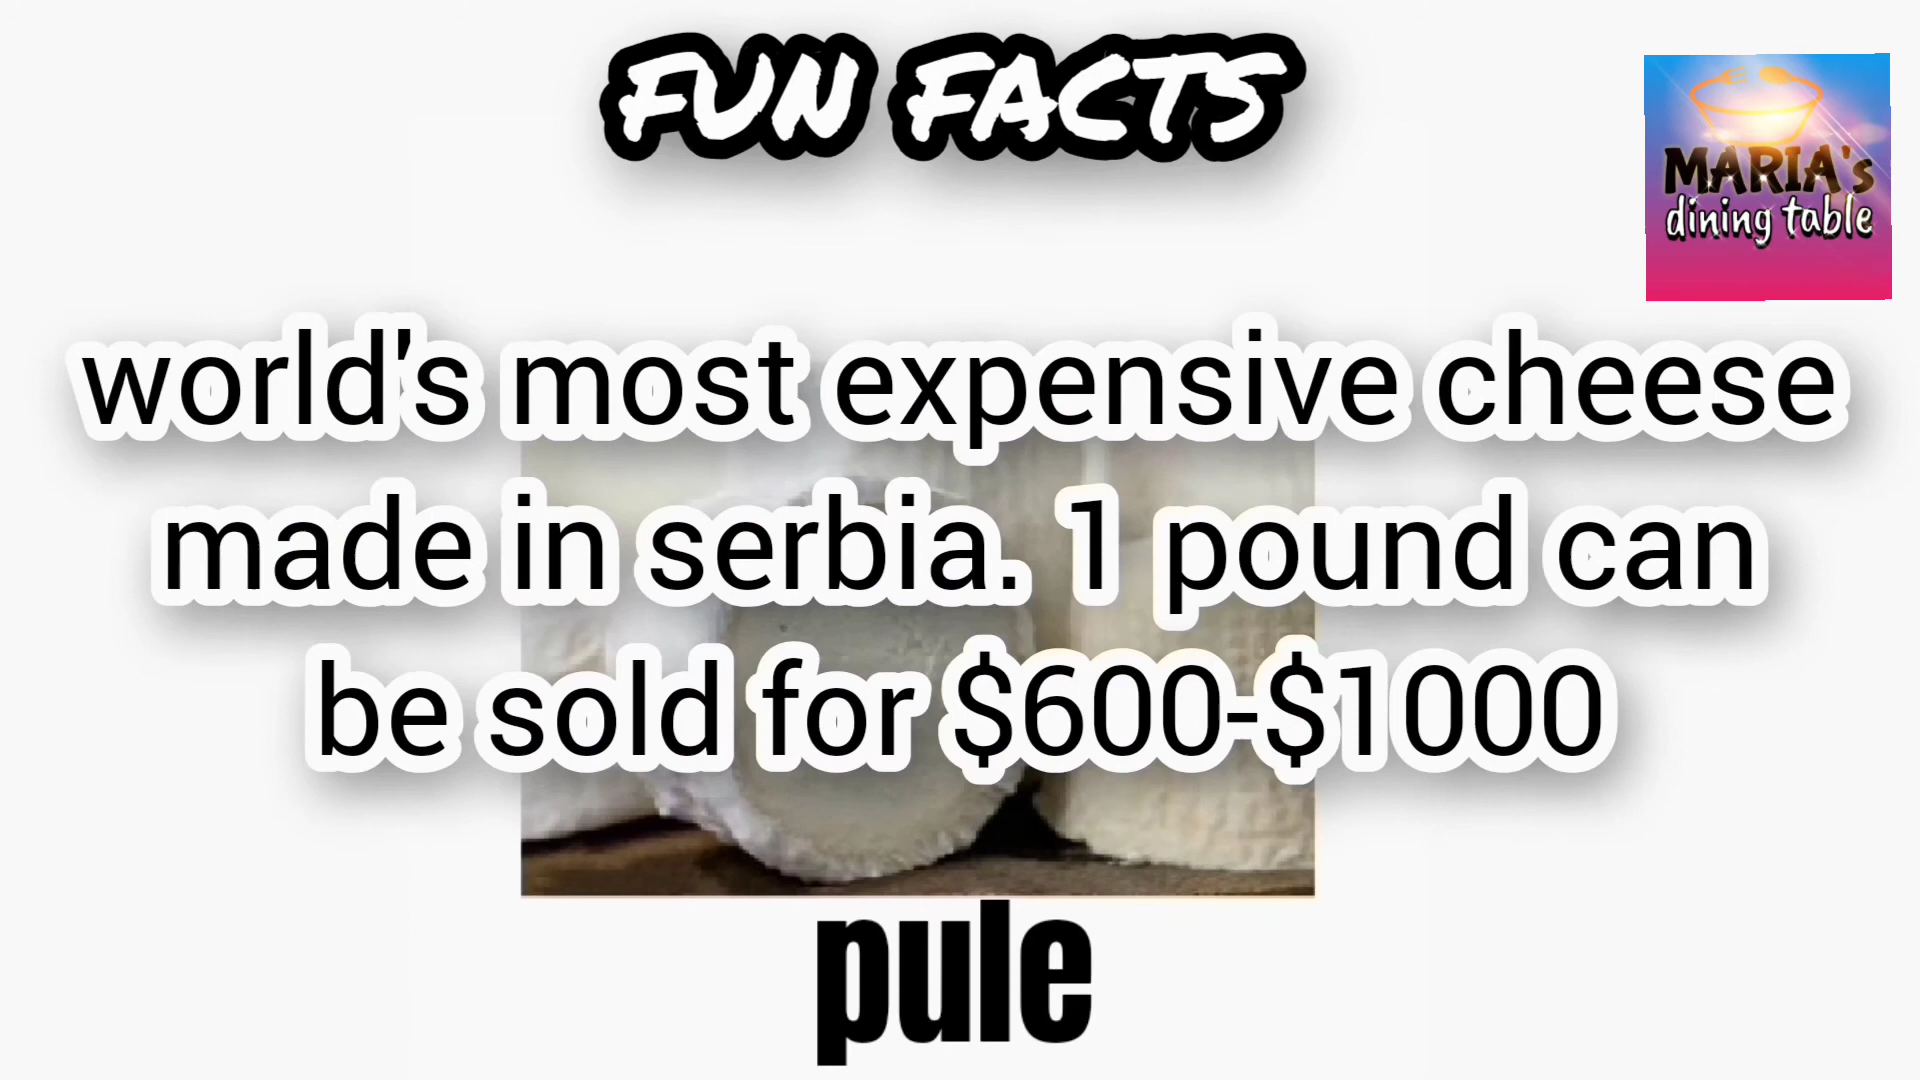 FUN FACTS
MARIA's
dining table
world's most expensive cheese
made in serbia. 1 pound can
be sold for $600-$1000
pule